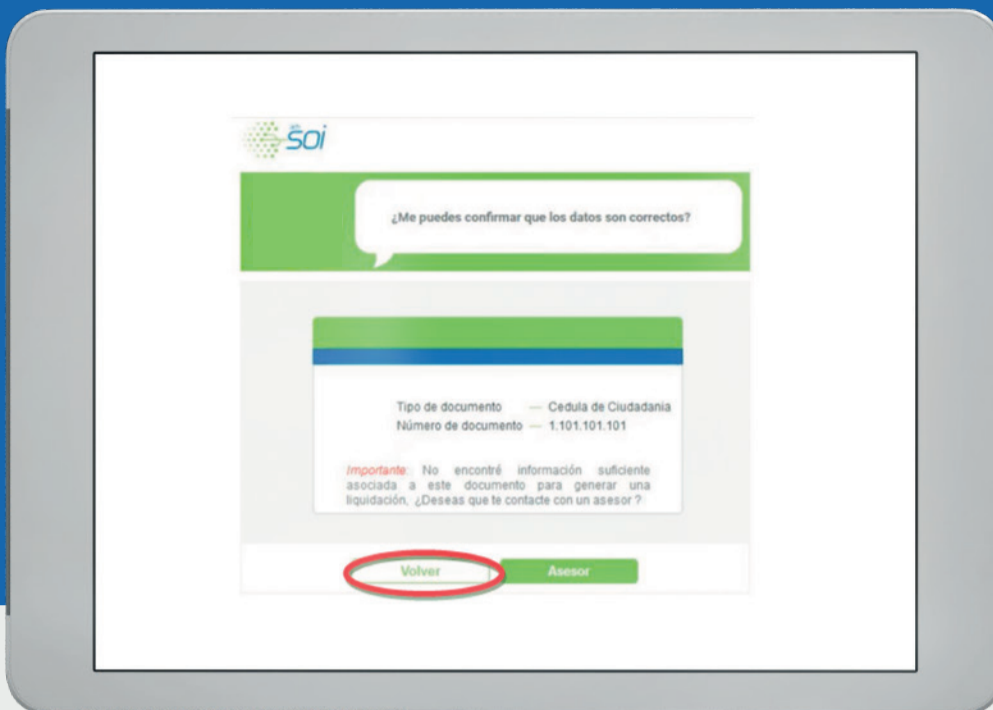 SOI
¿Me puedes confirmar que los datos son correctos?
Tipo de documento — Cedula de Ciudadania
Número de documento — 1.101.101.101
Importante: No encontré información suficiente
asociada a este documento para generar una
liquidación, ¿Deseas que te contacte con un asesor ?
Volver Asesor